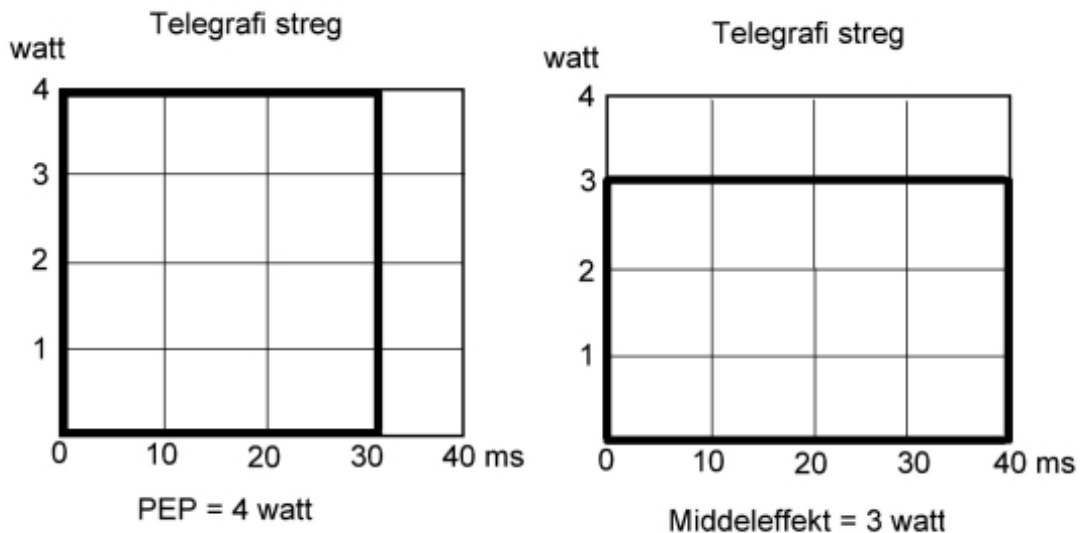 Telegrafi streg
watt
4
3
2
1
0 10 20 30 40 ms
PEP = 4 watt
Telegrafi streg
watt
4
3
2
1
0 10 20 30 40 ms
Middeleffekt = 3 watt